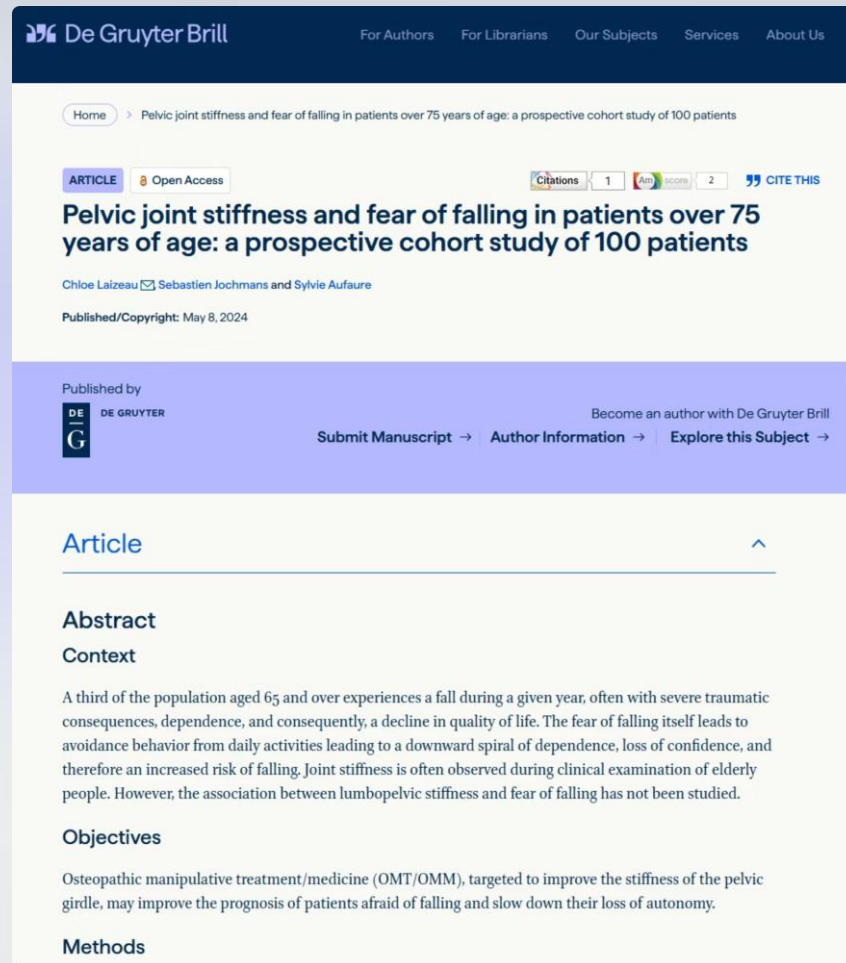 De Gruyter Brill
For Authors For Librarians Our Subjects Services About Us
Home > Pelvic joint stiffness and fear of falling in patients over 75 years of age: a prospective cohort study of 100 patients
ARTICLE Open Access Citations 1 Am score 2 CITE THIS
Pelvic joint stiffness and fear of falling in patients over 75
years of age: a prospective cohort study of 100 patients
Chloe Laizeau, Sebastien Jochmans and Sylvie Aufaure
Published/Copyright: May 8, 2024
Published by
DE G DE GRUYTER
Become an author with De Gruyter Brill
Submit Manuscript → Author Information → Explore this Subject →
Article
Abstract
Context
A third of the population aged 65 and over experiences a fall during a given year, often with severe traumatic
consequences, dependence, and consequently, a decline in quality of life. The fear of falling itself leads to
avoidance behavior from daily activities leading to a downward spiral of dependence, loss of confidence, and
therefore an increased risk of falling. Joint stiffness is often observed during clinical examination of elderly
people. However, the association between lumbopelvic stiffness and fear of falling has not been studied.
Objectives
Osteopathic manipulative treatment/medicine (OMT/OMM), targeted to improve the stiffness of the pelvic
girdle, may improve the prognosis of patients afraid of falling and slow down their loss of autonomy.
Methods